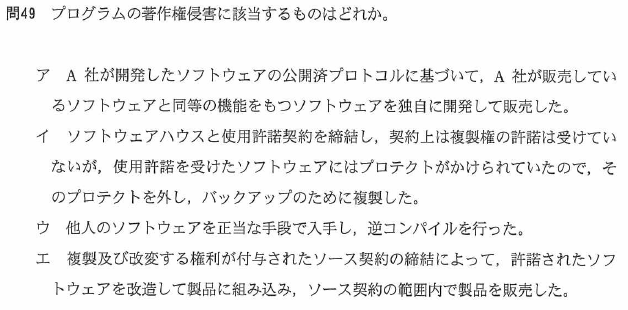 問49 プログラムの著作権侵害に該当するものはどれか。
ア A 社が開発したソフトウェアの公開済プロトコルに基づいて，A 社が販売してい
るソフトウェアと同等の機能をもつソフトウェアを独自に開発して販売した。
イ ソフトウェアハウスと使用許諾契約を締結し，契約上は複製権の許諾は受けてい
ないが，使用許諾を受けたソフトウェアにはプロテクトがかけられていたので，そ
のプロテクトを外し，バックアップのために複製した。
ウ 他人のソフトウェアを正当な手段で入手し，逆コンパイルを行った。
エ 複製及び改変する権利が付与されたソース契約の締結によって，許諾されたソフ
トウェアを改造して製品に組み込み，ソース契約の範囲内で製品を販売した。